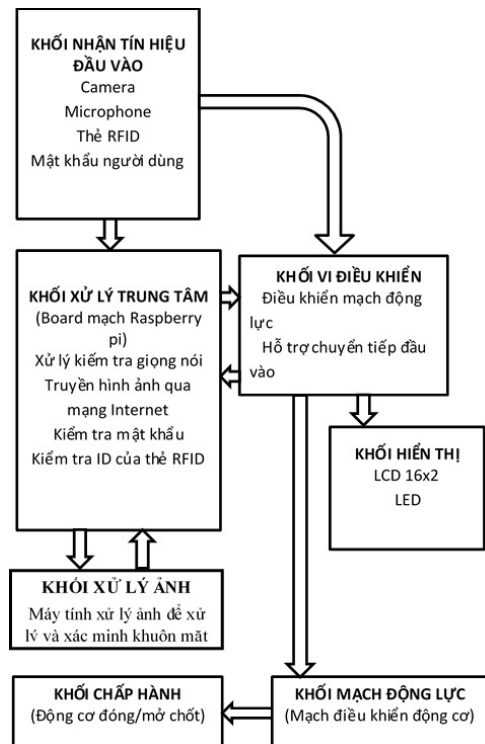 KHỐI NHẬN TÍN HIỆU
ĐẦU VÀO
Camera
Microphone
Thẻ RFID
Mật khẩu người dùng
KHỐI XỬ LÝ TRUNG TÂM
(Board mạch Raspberry
pi)
Xử lý kiểm tra giọng nói
Truyền hình ảnh qua
mạng Internet
Kiểm tra mật khẩu
Kiểm tra ID của thẻ RFID
KHỐI VI ĐIỀU KHIỂN
Điều khiển mạch động
lực
Hỗ trợ chuyển tiếp đầu
vào
KHỐI HIỂN THỊ
LCD 16x2
LED
KHỐI XỬ LÝ ẢNH
Máy tính xử lý ảnh để xử
lý và xác minh khuôn mặt
KHỐI CHẤP HÀNH
(Động cơ đóng/mở chốt)
KHỐI MẠCH ĐỘNG LỰC
(Mạch điều khiển động cơ)